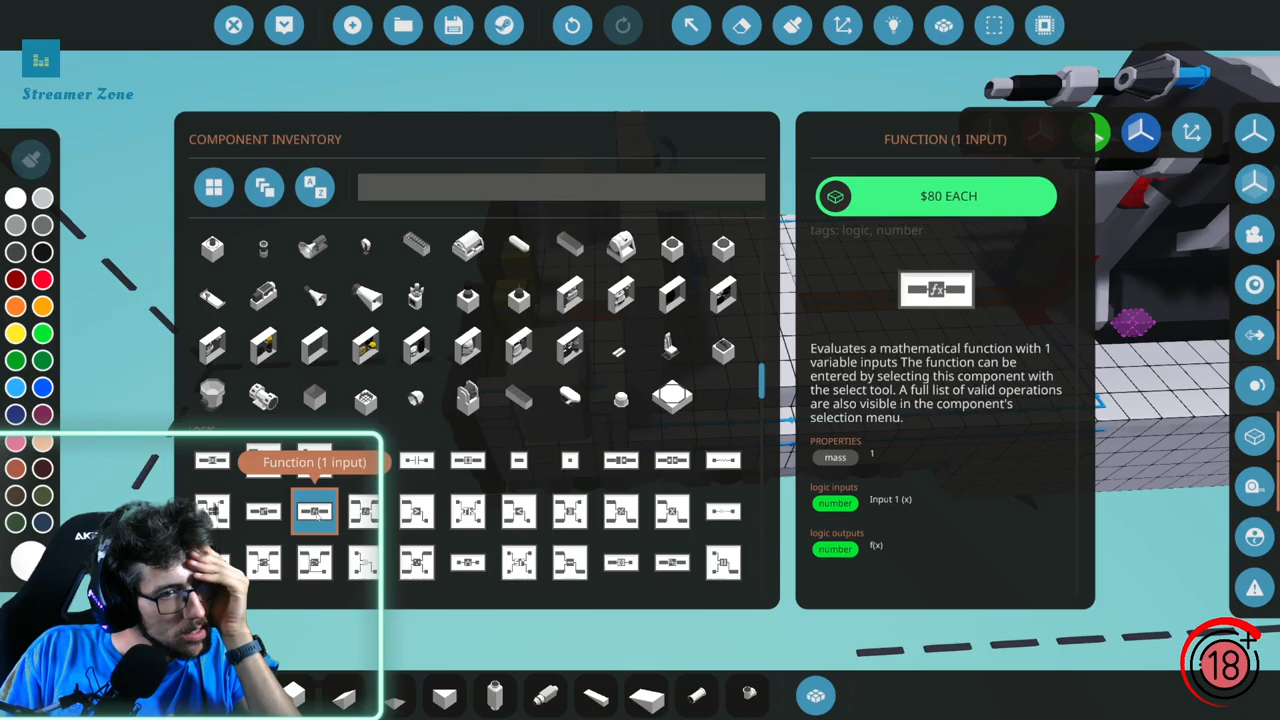 Streamer Zone
COMPONENT INVENTORY
A
Z
FUNCTION (1 INPUT)
$80 EACH
tags: logic, number
fx
Evaluates a mathematical function with 1
variable inputs The function can be
entered by selecting this component with
the select tool. A full list of valid operations
are also visible in the component's
selection menu.
PROPERTIES
mass 1
logic inputs
number Input 1 (x)
logic outputs
number f(x)
LOGIC
Function (1 input)
AK
18+